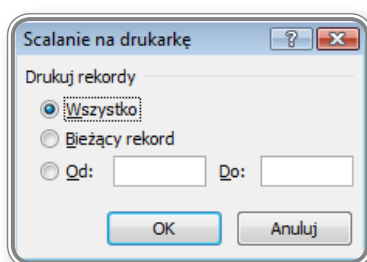 Scalanie na drukarkę
Drukuj rekordy
Wszystko
Bieżący rekord
Od: Do:
OK Anuluj